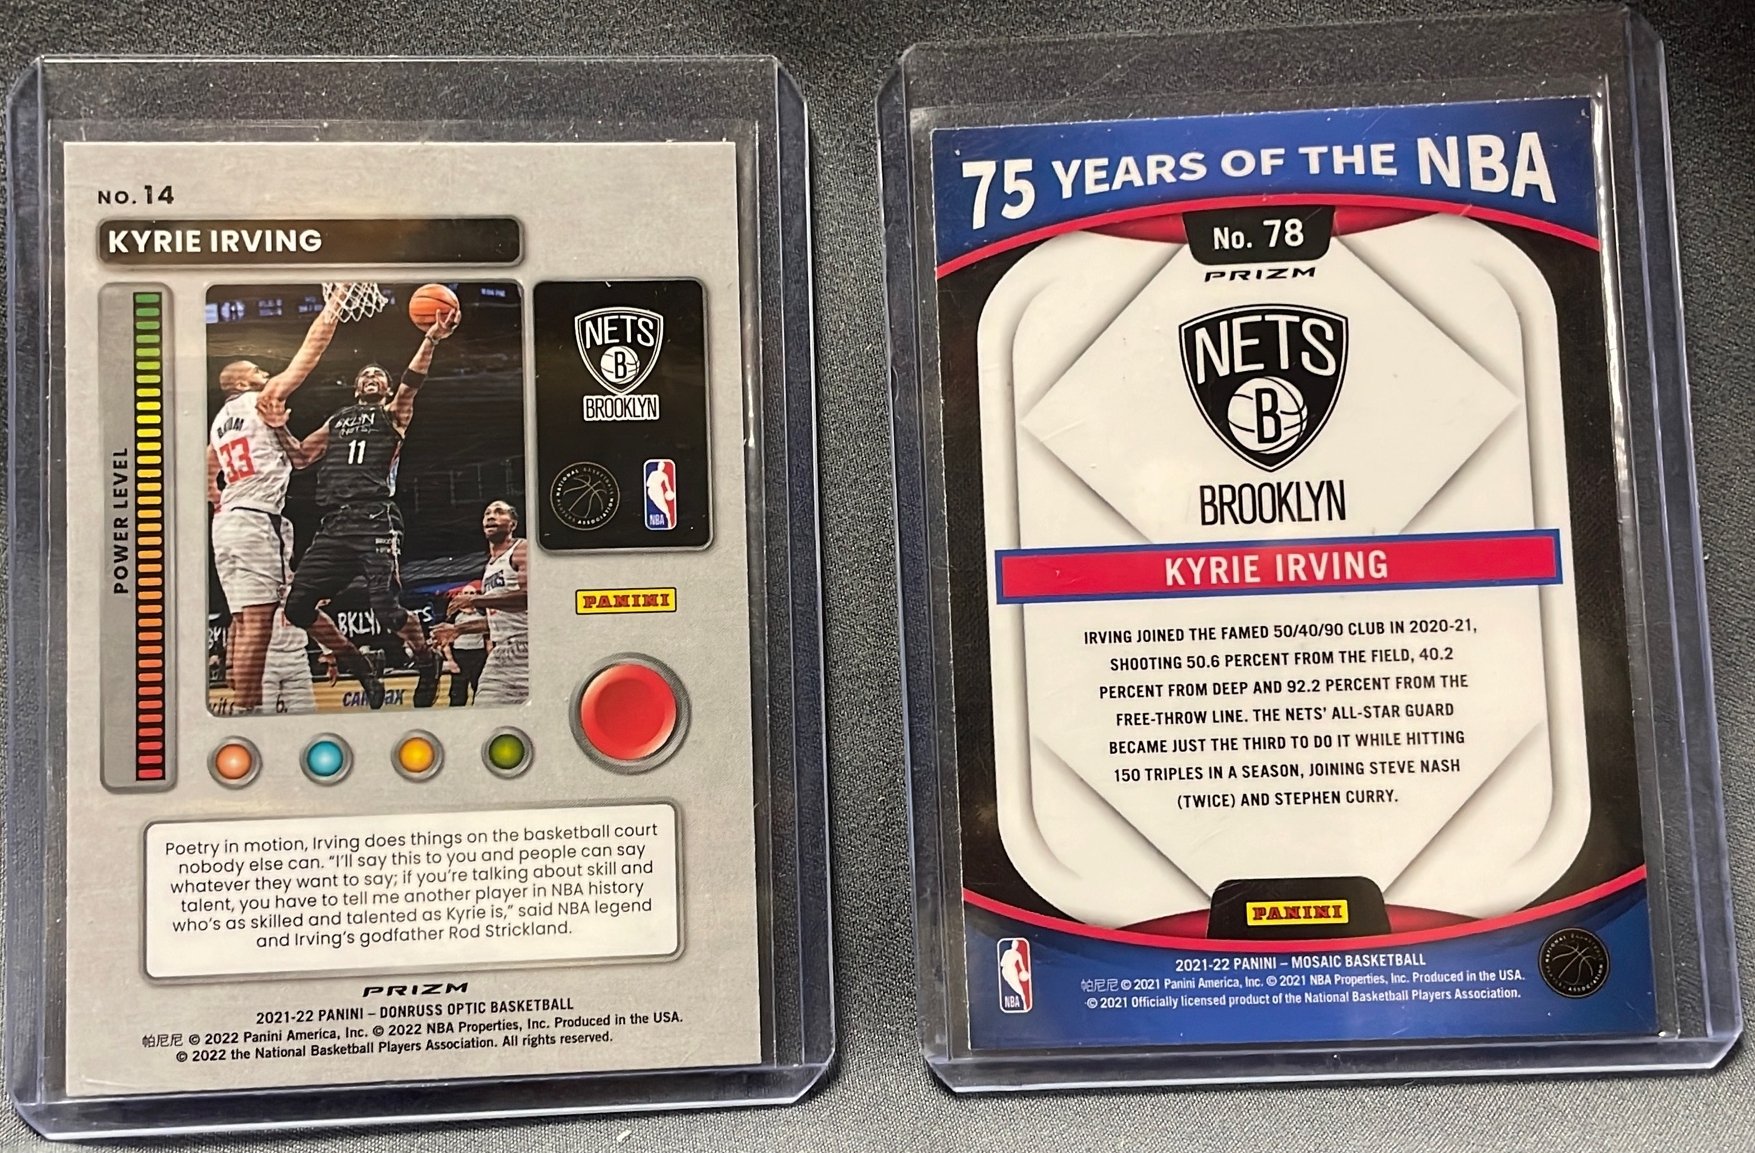 NO. 14
KYRIE IRVING
POWER LEVEL
33
BKLYN
NETS
11
NETS
B
BROOKLYN
NATIONAL BASKETBALL
PLAYERS ASSOCIATION
NBA
BKLYN
PANINI
Poetry in motion, Irving does things on the basketball court
nobody else can. “I’ll say this to you and people can say
whatever they want to say; if you’re talking about skill and
talent, you have to tell me another player in NBA history
who’s as skilled and talented as Kyrie is,” said NBA legend
and Irving’s godfather Rod Strickland.
PRIZM
2021-22 PANINI – DONRUSS OPTIC BASKETBALL
帕尼尼 © 2022 Panini America, Inc. © 2022 NBA Properties, Inc. Produced in the USA.
© 2022 the National Basketball Players Association. All rights reserved.
75 YEARS OF THE NBA
No. 78
PRIZM
NETS
B
BROOKLYN
KYRIE IRVING
IRVING JOINED THE FAMED 50/40/90 CLUB IN 2020-21,
SHOOTING 50.6 PERCENT FROM THE FIELD, 40.2
PERCENT FROM DEEP AND 92.2 PERCENT FROM THE
FREE-THROW LINE. THE NETS’ ALL-STAR GUARD
BECAME JUST THE THIRD TO DO IT WHILE HITTING
150 TRIPLES IN A SEASON, JOINING STEVE NASH
(TWICE) AND STEPHEN CURRY.
PANINI
NBA
2021-22 PANINI – MOSAIC BASKETBALL
帕尼尼 © 2021 Panini America, Inc. © 2021 NBA Properties, Inc. Produced in the USA.
© 2021 Officially licensed product of the National Basketball Players Association.